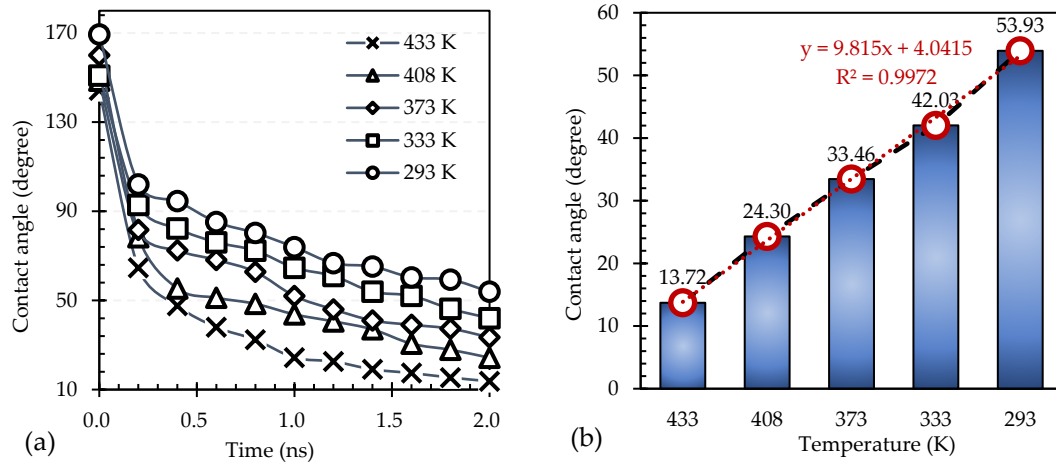 170
130
90
50
10
Contact angle (degree)
0.0
0.5
1.0
1.5
2.0
Time (ns)
433 K
408 K
373 K
333 K
293 K
(a)
60
50
40
30
20
10
0
Contact angle (degree)
y = 9.815x + 4.0415
R² = 0.9972
13.72
24.30
33.46
42.03
53.93
433
408
373
333
293
Temperature (K)
(b)